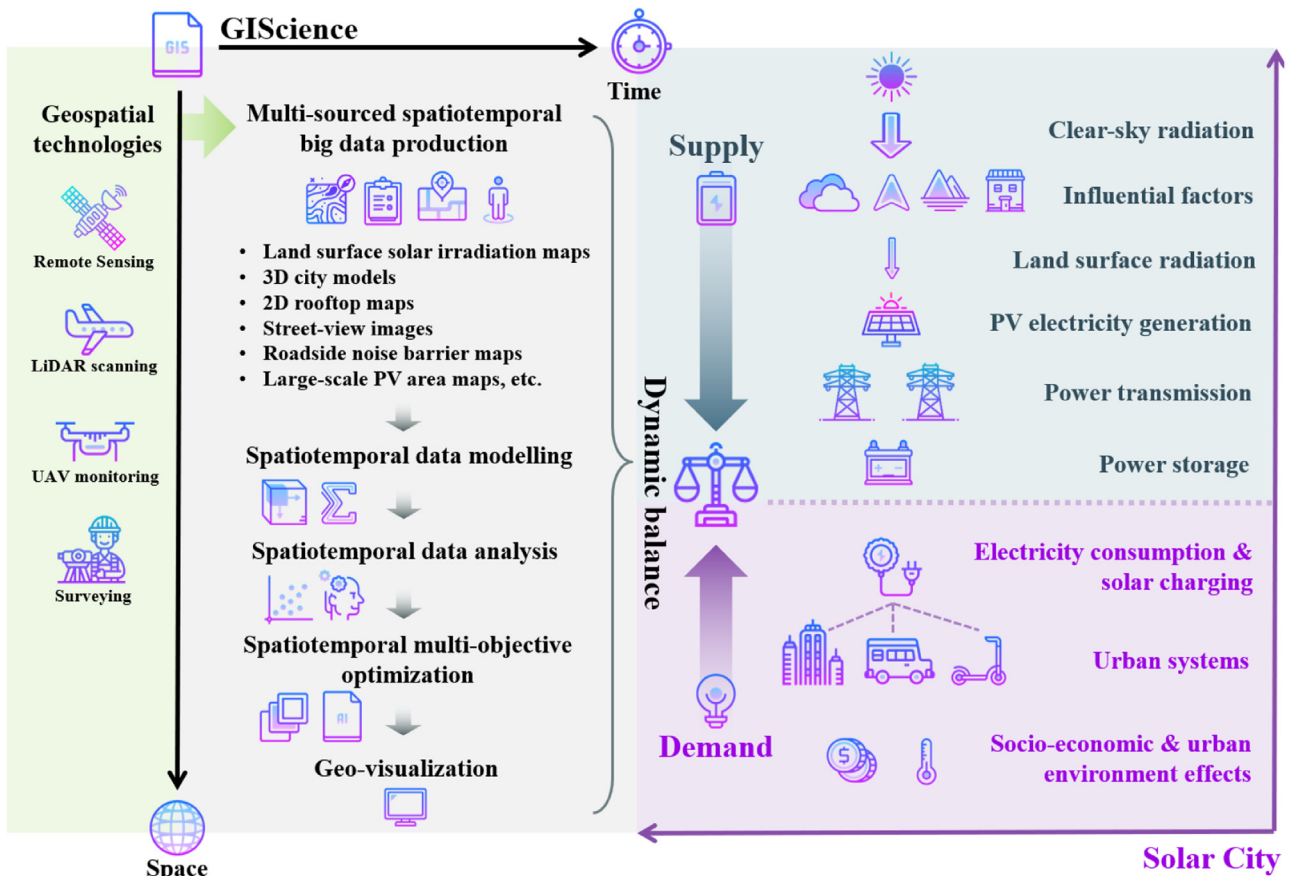 GIS
GIScience
Time
Space
Geospatial
technologies
Remote Sensing
LiDAR scanning
UAV monitoring
Surveying
Multi-sourced spatiotemporal
big data production
• Land surface solar irradiation maps
• 3D city models
• 2D rooftop maps
• Street-view images
• Roadside noise barrier maps
• Large-scale PV area maps, etc.
Spatiotemporal data modelling
Σ
Spatiotemporal data analysis
Spatiotemporal multi-objective
optimization
AI
Geo-visualization
Dynamic balance
Supply
Demand
Clear-sky radiation
Influential factors
Land surface radiation
PV electricity generation
Power transmission
Power storage
Electricity consumption &
solar charging
Urban systems
$
Socio-economic & urban
environment effects
Solar City